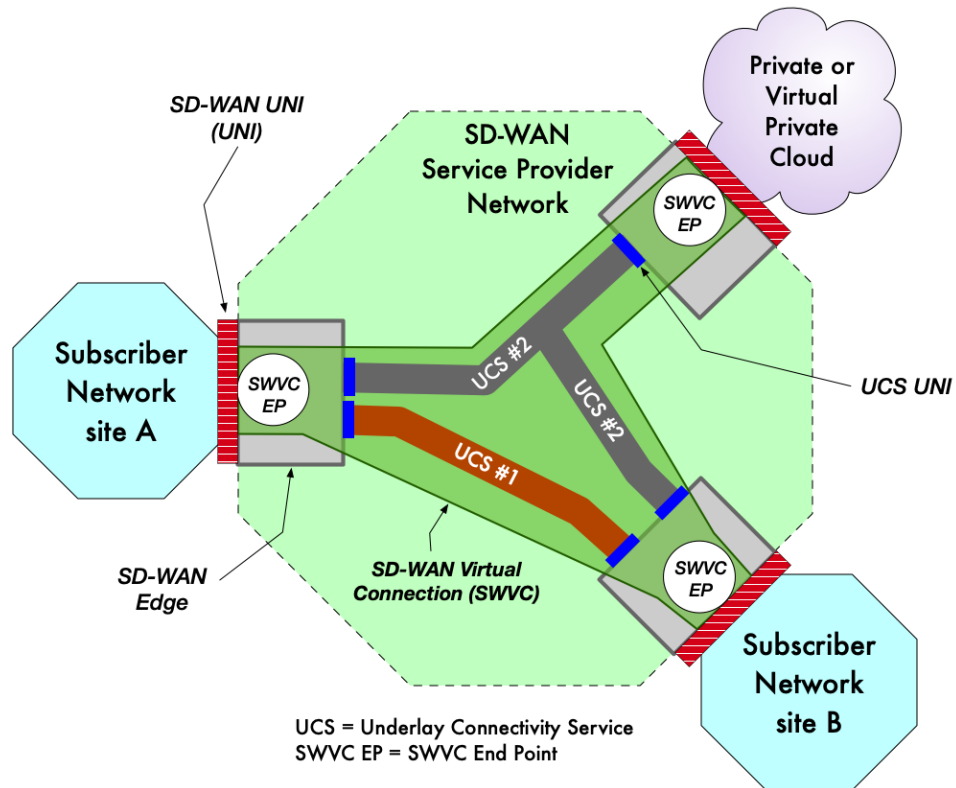 Private or
Virtual
Private
Cloud
SD-WAN UNI
(UNI)
SD-WAN
Service Provider
Network
SWVC
EP
Subscriber
Network
site A
SWVC
EP
UCS #2
UCS #2
UCS UNI
UCS #1
SD-WAN
Edge
SD-WAN Virtual
Connection (SWVC)
SWVC
EP
Subscriber
Network
site B
UCS = Underlay Connectivity Service
SWVC EP = SWVC End Point